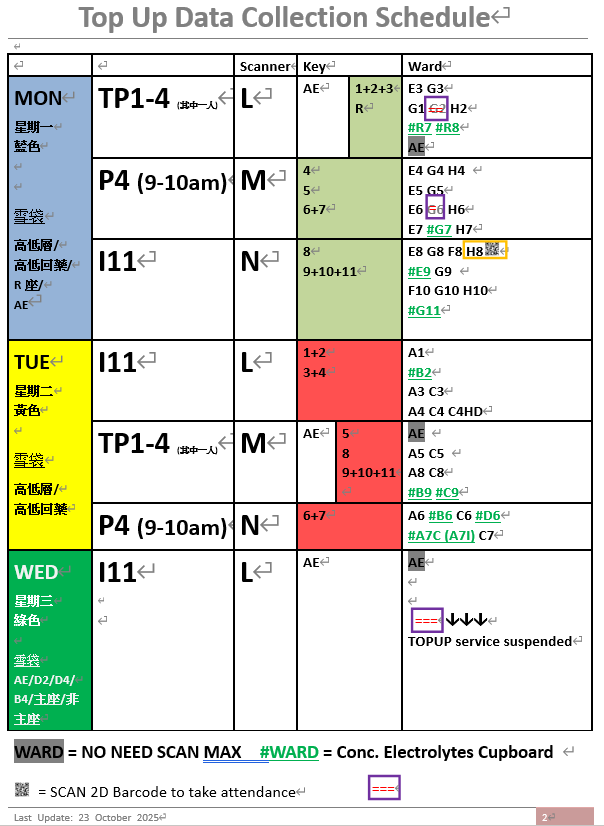 Top Up Data Collection Schedule
Scanner Key Ward
MON
星期一
藍色
雪袋
高低層/
高低回藥/
R 座/
AE
TP1-4 (其中一人) L AE 1+2+3
R
E3 G3
G1 G2 H2
#R7 #R8
AE
P4 (9-10am) M 4
5
6+7
E4 G4 H4
E5 G5
E6 G6 H6
E7 #G7 H7
I11 N 8
9+10+11
E8 G8 F8 H8
#E9 G9
F10 G10 H10
#G11
TUE
星期二
黃色
雪袋
高低層/
高低回藥
I11 L 1+2
3+4
A1
#B2
A3 C3
A4 C4 C4HD
TP1-4 (其中一人) M AE 5
8
9+10+11
AE
A5 C5
A8 C8
#B9 #C9
P4 (9-10am) N 6+7
A6 #B6 C6 #D6
#A7C (A7I) C7
WED
星期三
綠色
雪袋
AE/D2/D4/
B4/主座/非
主座
I11 L AE
AE
=== ↓↓↓
TOPUP service suspended
WARD = NO NEED SCAN MAX #WARD = Conc. Electrolytes Cupboard
= SCAN 2D Barcode to take attendance ===
Last Update: 23 October 2025 2